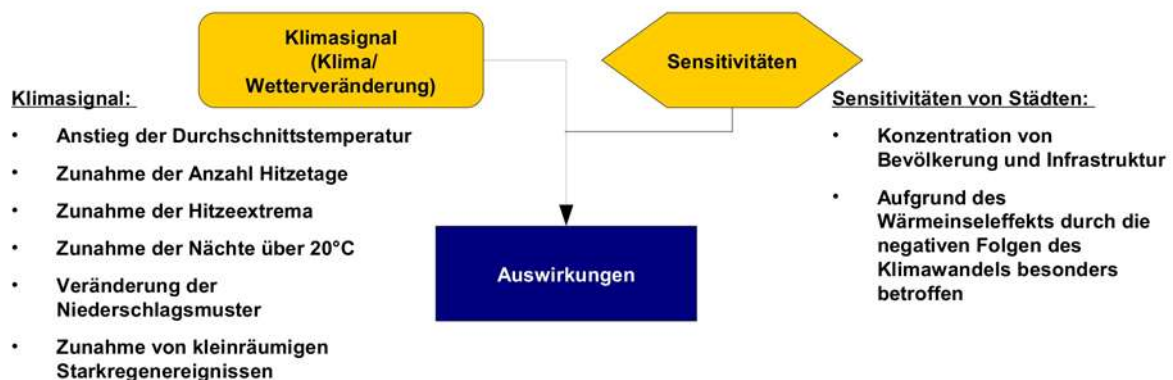 Klimasignal
(Klima/
Wetterveränderung)
Sensitivitäten
Klimasignal:
• Anstieg der Durchschnittstemperatur
• Zunahme der Anzahl Hitzetage
• Zunahme der Hitzeextrema
• Zunahme der Nächte über 20°C
• Veränderung der
Niederschlagsmuster
• Zunahme von kleinräumigen
Starkregenereignissen
Auswirkungen
Sensitivitäten von Städten:
• Konzentration von
Bevölkerung und Infrastruktur
• Aufgrund des
Wärmeinseleffekts durch die
negativen Folgen des
Klimawandels besonders
betroffen